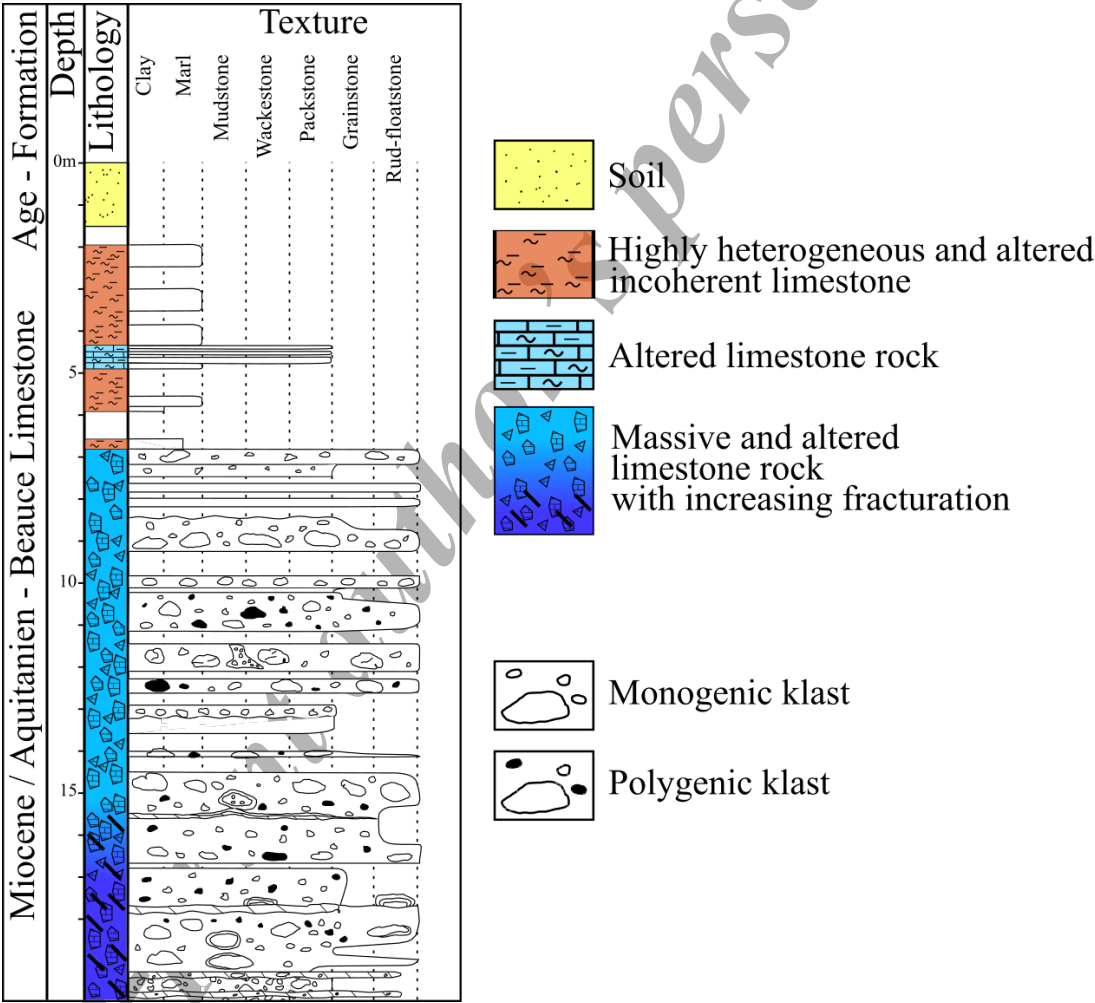 Age - Formation
Depth
Lithology
Texture
Clay
Marl
Mudstone
Wackestone
Packstone
Grainstone
Rud-floatstone
0m
5
10
15
Miocene / Aquitanien - Beauce Limestone
Soil
Highly heterogeneous and altered
incoherent limestone
Altered limestone rock
Massive and altered
limestone rock
with increasing fracturation
Monogenic klast
Polygenic klast
author's pers